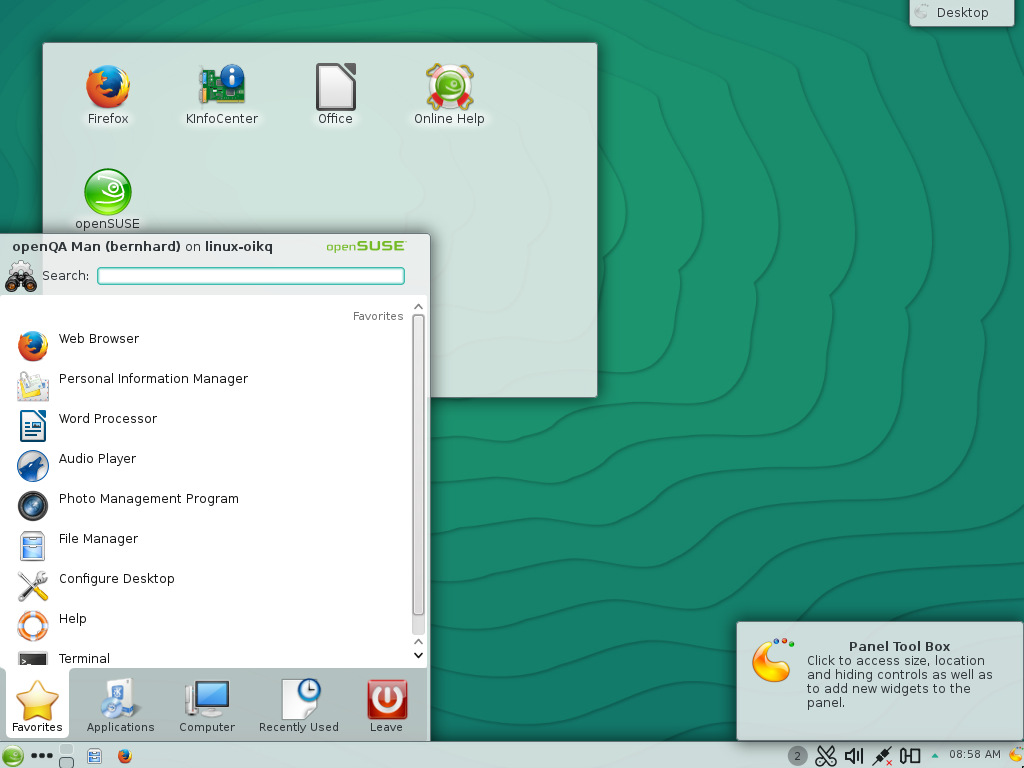 Desktop
Firefox
KInfoCenter
Office
Online Help
openSUSE
openQA Man (bernhard) on linux-oikq
openSUSE
Search:
Favorites
Web Browser
Personal Information Manager
Word Processor
Audio Player
Photo Management Program
File Manager
Configure Desktop
Help
Terminal
Favorites
Applications
Computer
Recently Used
Leave
Panel Tool Box
Click to access size, location
and hiding controls as well as
to add new widgets to the
panel.
2
08:58 AM